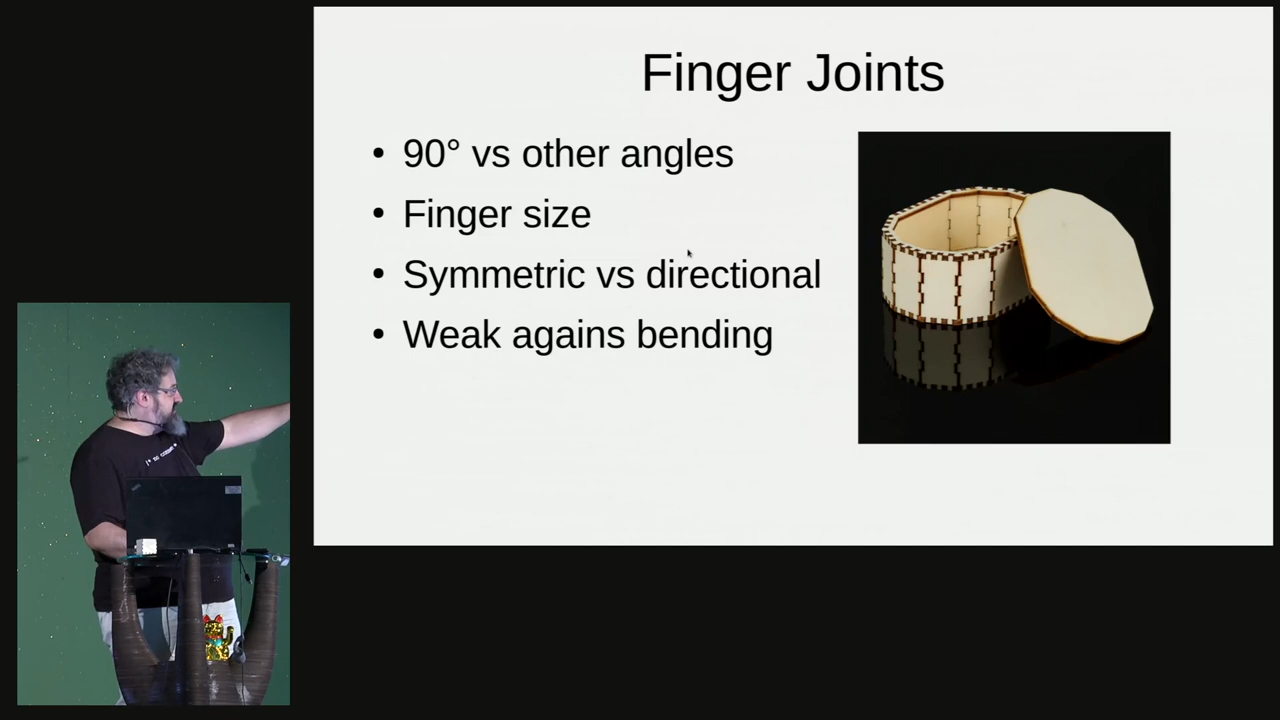 Finger Joints
• 90° vs other angles
• Finger size
• Symmetric vs directional
• Weak agains bending